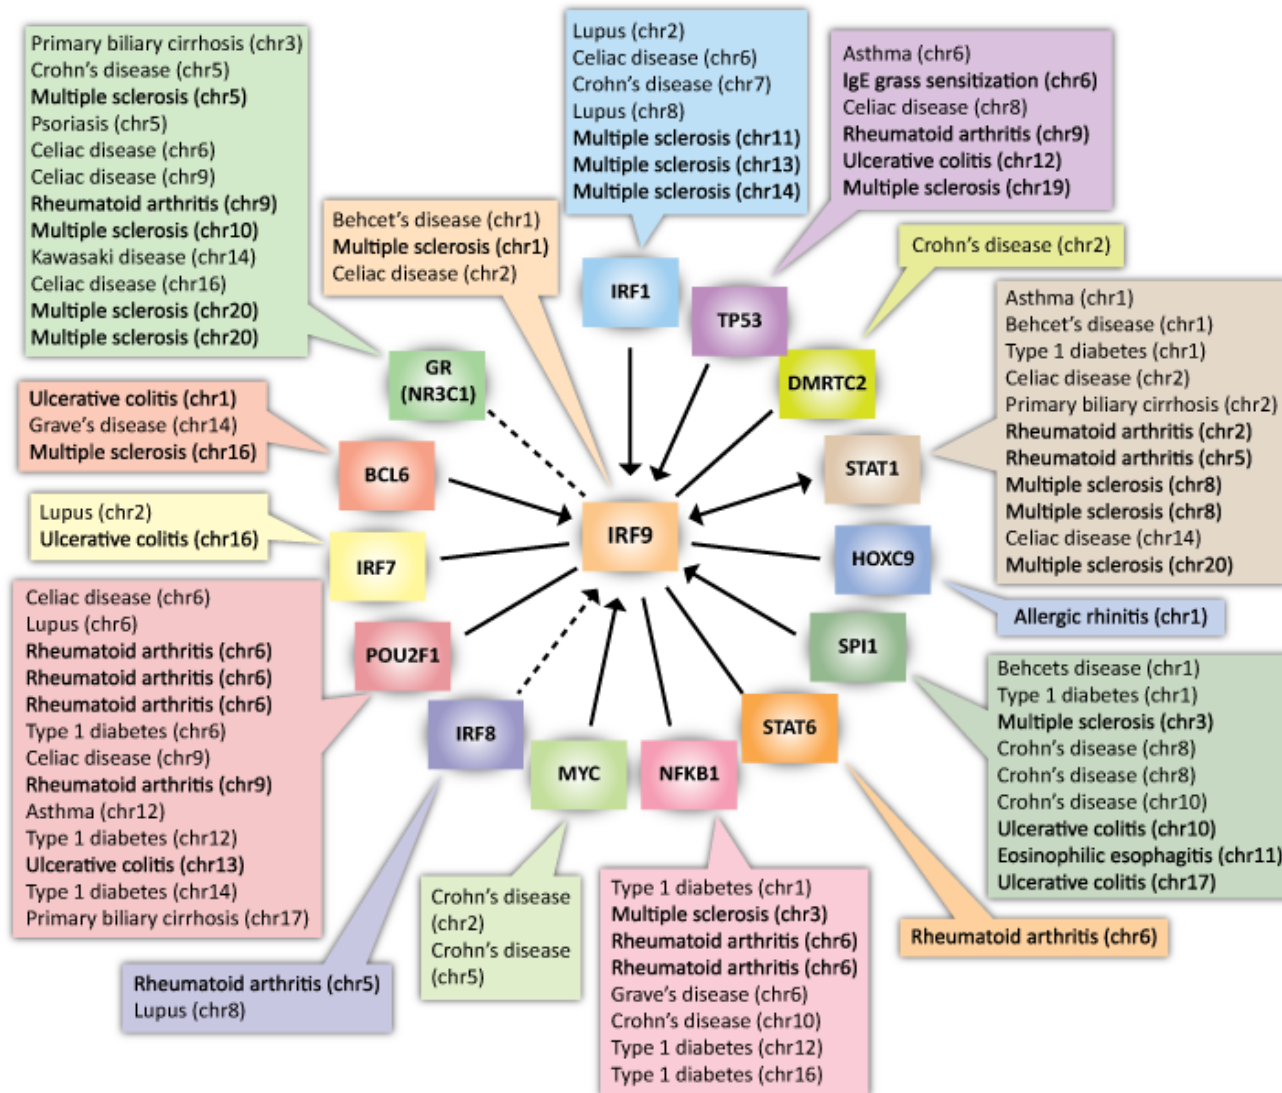 Primary biliary cirrhosis (chr3)
Crohn's disease (chr5)
Multiple sclerosis (chr5)
Psoriasis (chr5)
Celiac disease (chr6)
Celiac disease (chr9)
Rheumatoid arthritis (chr9)
Multiple sclerosis (chr10)
Kawasaki disease (chr14)
Celiac disease (chr16)
Multiple sclerosis (chr20)
Multiple sclerosis (chr20)
Behcet's disease (chr1)
Multiple sclerosis (chr1)
Celiac disease (chr2)
Lupus (chr2)
Celiac disease (chr6)
Crohn's disease (chr7)
Lupus (chr8)
Multiple sclerosis (chr11)
Multiple sclerosis (chr13)
Multiple sclerosis (chr14)
Asthma (chr6)
IgE grass sensitization (chr6)
Celiac disease (chr8)
Rheumatoid arthritis (chr9)
Ulcerative colitis (chr12)
Multiple sclerosis (chr19)
Crohn's disease (chr2)
IRF1
TP53
DMRTC2
GR
(NR3C1)
Ulcerative colitis (chr1)
Grave's disease (chr14)
Multiple sclerosis (chr16)
BCL6
STAT1
Asthma (chr1)
Behcet's disease (chr1)
Type 1 diabetes (chr1)
Celiac disease (chr2)
Primary biliary cirrhosis (chr2)
Rheumatoid arthritis (chr2)
Rheumatoid arthritis (chr5)
Multiple sclerosis (chr8)
Multiple sclerosis (chr8)
Celiac disease (chr14)
Multiple sclerosis (chr20)
Lupus (chr2)
Ulcerative colitis (chr16)
IRF7
IRF9
HOXC9
Allergic rhinitis (chr1)
Celiac disease (chr6)
Lupus (chr6)
Rheumatoid arthritis (chr6)
Rheumatoid arthritis (chr6)
Rheumatoid arthritis (chr6)
Type 1 diabetes (chr6)
Celiac disease (chr9)
Rheumatoid arthritis (chr9)
Asthma (chr12)
Type 1 diabetes (chr12)
Ulcerative colitis (chr13)
Type 1 diabetes (chr14)
Primary biliary cirrhosis (chr17)
POU2F1
SPI1
Behcets disease (chr1)
Type 1 diabetes (chr1)
Multiple sclerosis (chr3)
Crohn's disease (chr8)
Crohn's disease (chr8)
Crohn's disease (chr10)
Ulcerative colitis (chr10)
Eosinophilic esophagitis (chr11)
Ulcerative colitis (chr17)
IRF8
MYC
NFKB1
STAT6
Rheumatoid arthritis (chr5)
Lupus (chr8)
Crohn's disease
(chr2)
Crohn's disease
(chr5)
Type 1 diabetes (chr1)
Multiple sclerosis (chr3)
Rheumatoid arthritis (chr6)
Rheumatoid arthritis (chr6)
Grave's disease (chr6)
Crohn's disease (chr10)
Type 1 diabetes (chr12)
Type 1 diabetes (chr16)
Rheumatoid arthritis (chr6)